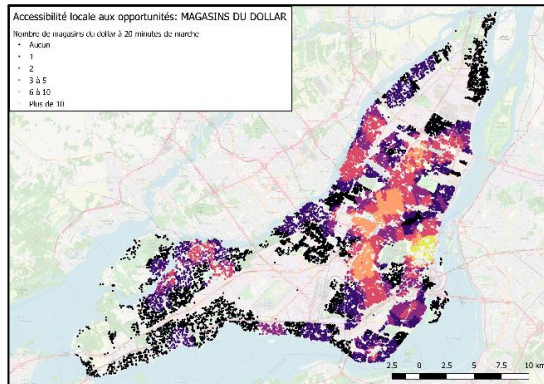 Accessibilité locale aux opportunités: MAGASINS DU DOLLAR
Nombre de magasins du dollar à 20 minutes de marche
Aucun
1
2
3 à 5
6 à 10
Plus de 10
2.5 0 2.5 5 7.5 10 km